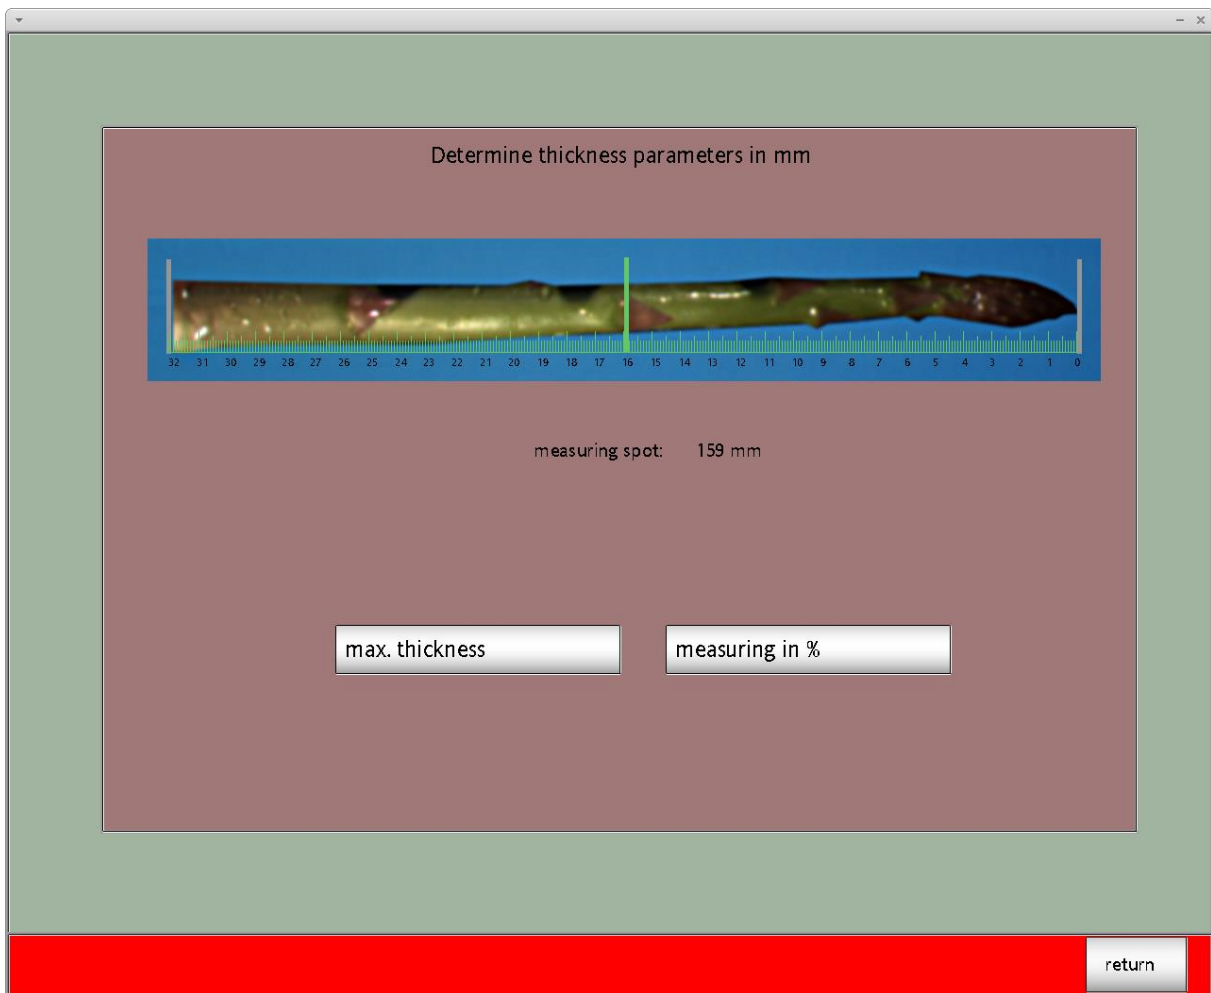 Determine thickness parameters in mm
32 31 30 29 28 27 26 25 24 23 22 21 20 19 18 17 16 15 14 13 12 11 10 9 8 7 6 5 4 3 2 1 0
measuring spot: 159 mm
max. thickness measuring in %
return